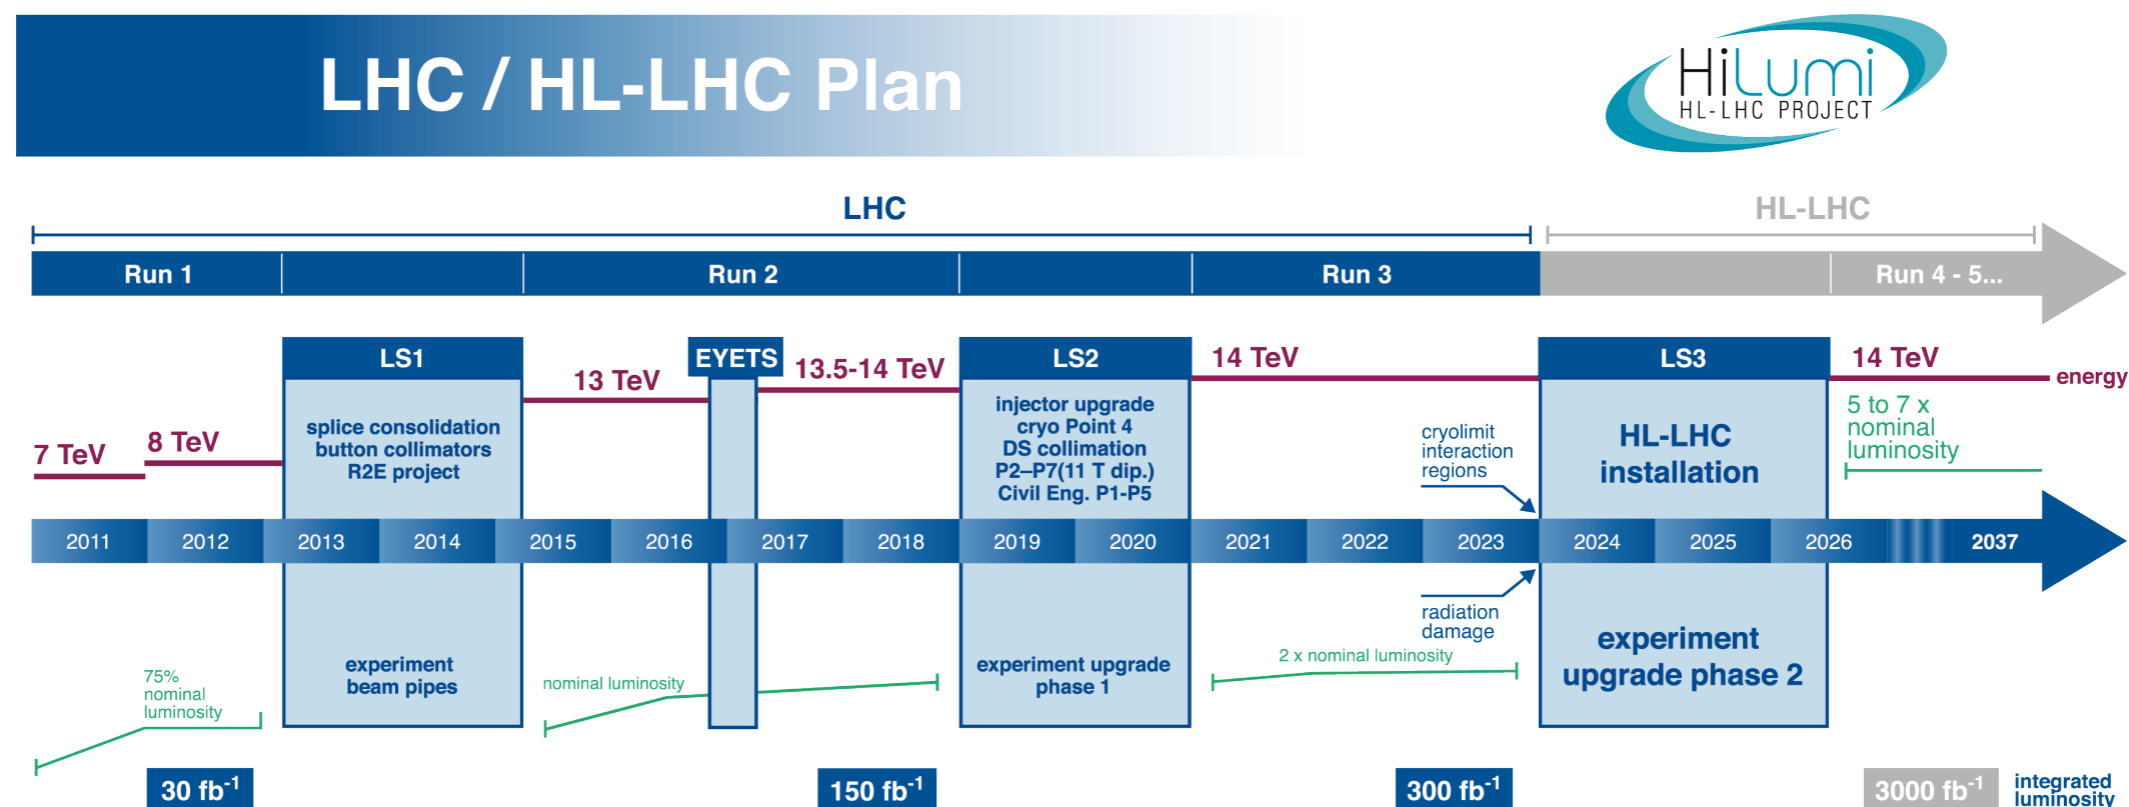 LHC / HL-LHC Plan
HiLumi
HL-LHC PROJECT
LHC
HL-LHC
Run 1
Run 2
Run 3
Run 4 - 5...
LS1
splice consolidation
button collimators
R2E project
EYETS
LS2
injector upgrade
cryo Point 4
DS collimation
P2–P7(11 T dip.)
Civil Eng. P1-P5
LS3
HL-LHC
installation
7 TeV
8 TeV
13 TeV
13.5-14 TeV
14 TeV
14 TeV
energy
cryolimit
interaction
regions
5 to 7 x
nominal
luminosity
2011
2012
2013
2014
2015
2016
2017
2018
2019
2020
2021
2022
2023
2024
2025
2026
2037
radiation
damage
75%
nominal
luminosity
experiment
beam pipes
nominal luminosity
experiment upgrade
phase 1
2 x nominal luminosity
experiment
upgrade phase 2
30 fb-1
150 fb-1
300 fb-1
3000 fb-1
integrated
luminosity